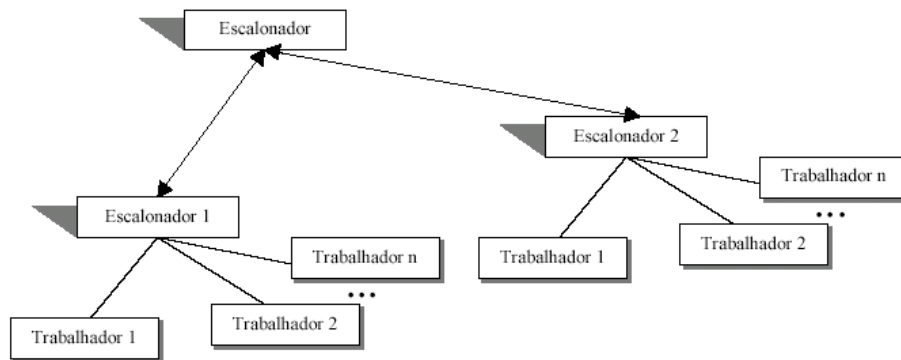 Escalonador
Escalonador 2
Trabalhador n
...
Escalonador 1
Trabalhador 1
Trabalhador 2
Trabalhador n
...
Trabalhador 1
Trabalhador 2